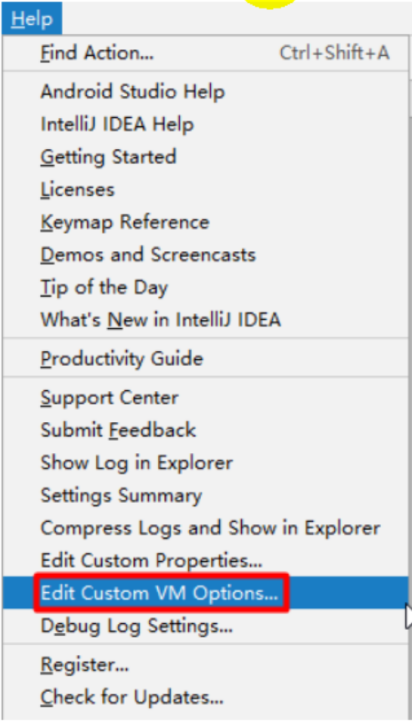 Help
Find Action... Ctrl+Shift+A
Android Studio Help
IntelliJ IDEA Help
Getting Started
Licenses
Keymap Reference
Demos and Screencasts
Tip of the Day
What's New in IntelliJ IDEA
Productivity Guide
Support Center
Submit Feedback
Show Log in Explorer
Settings Summary
Compress Logs and Show in Explorer
Edit Custom Properties...
Edit Custom VM Options...
Debug Log Settings...
Register...
Check for Updates...